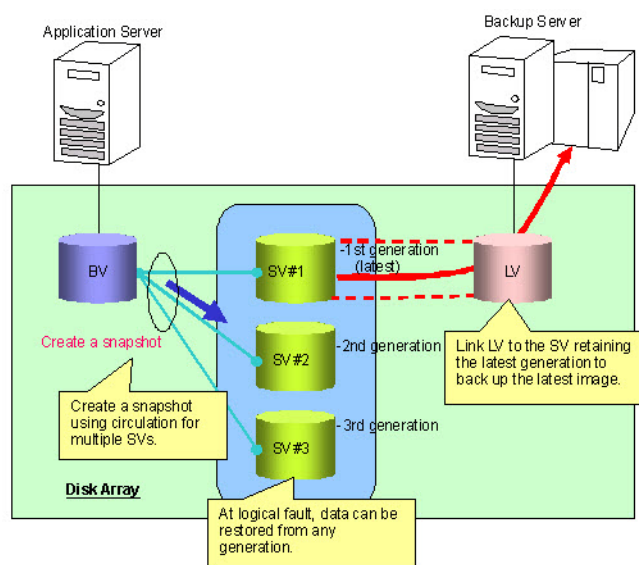 Application Server
Backup Server
BV
SV#1
-1st generation
(latest)
LV
Create a snapshot
SV#2
-2nd generation
Link LV to the SV retaining
the latest generation to
back up the latest image.
Create a snapshot
using circulation for
multiple SVs.
SV#3
-3rd generation
Disk Array
At logical fault, data can be
restored from any
generation.